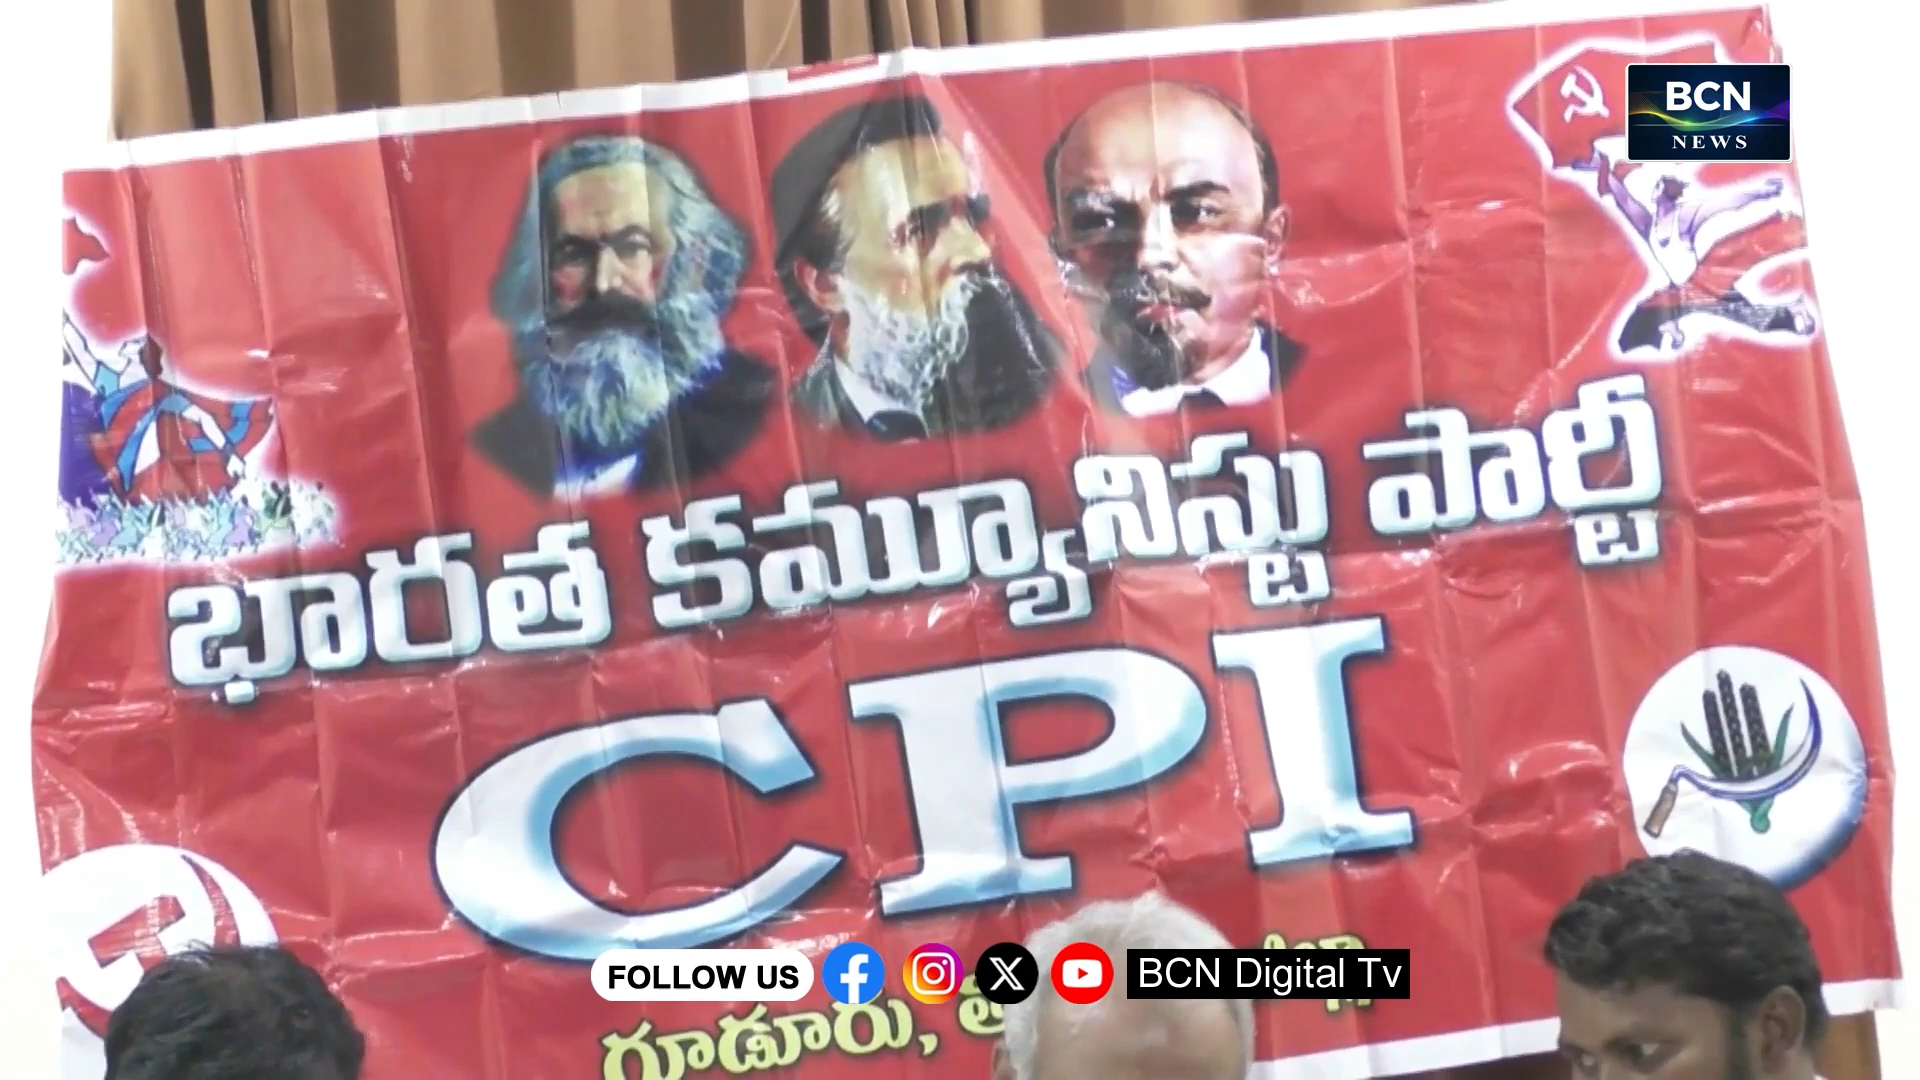 BCN
NEWS
భారత కమ్యూనిస్టు పార్టీ
CPI
FOLLOW US
BCN Digital Tv
గూడూరు,